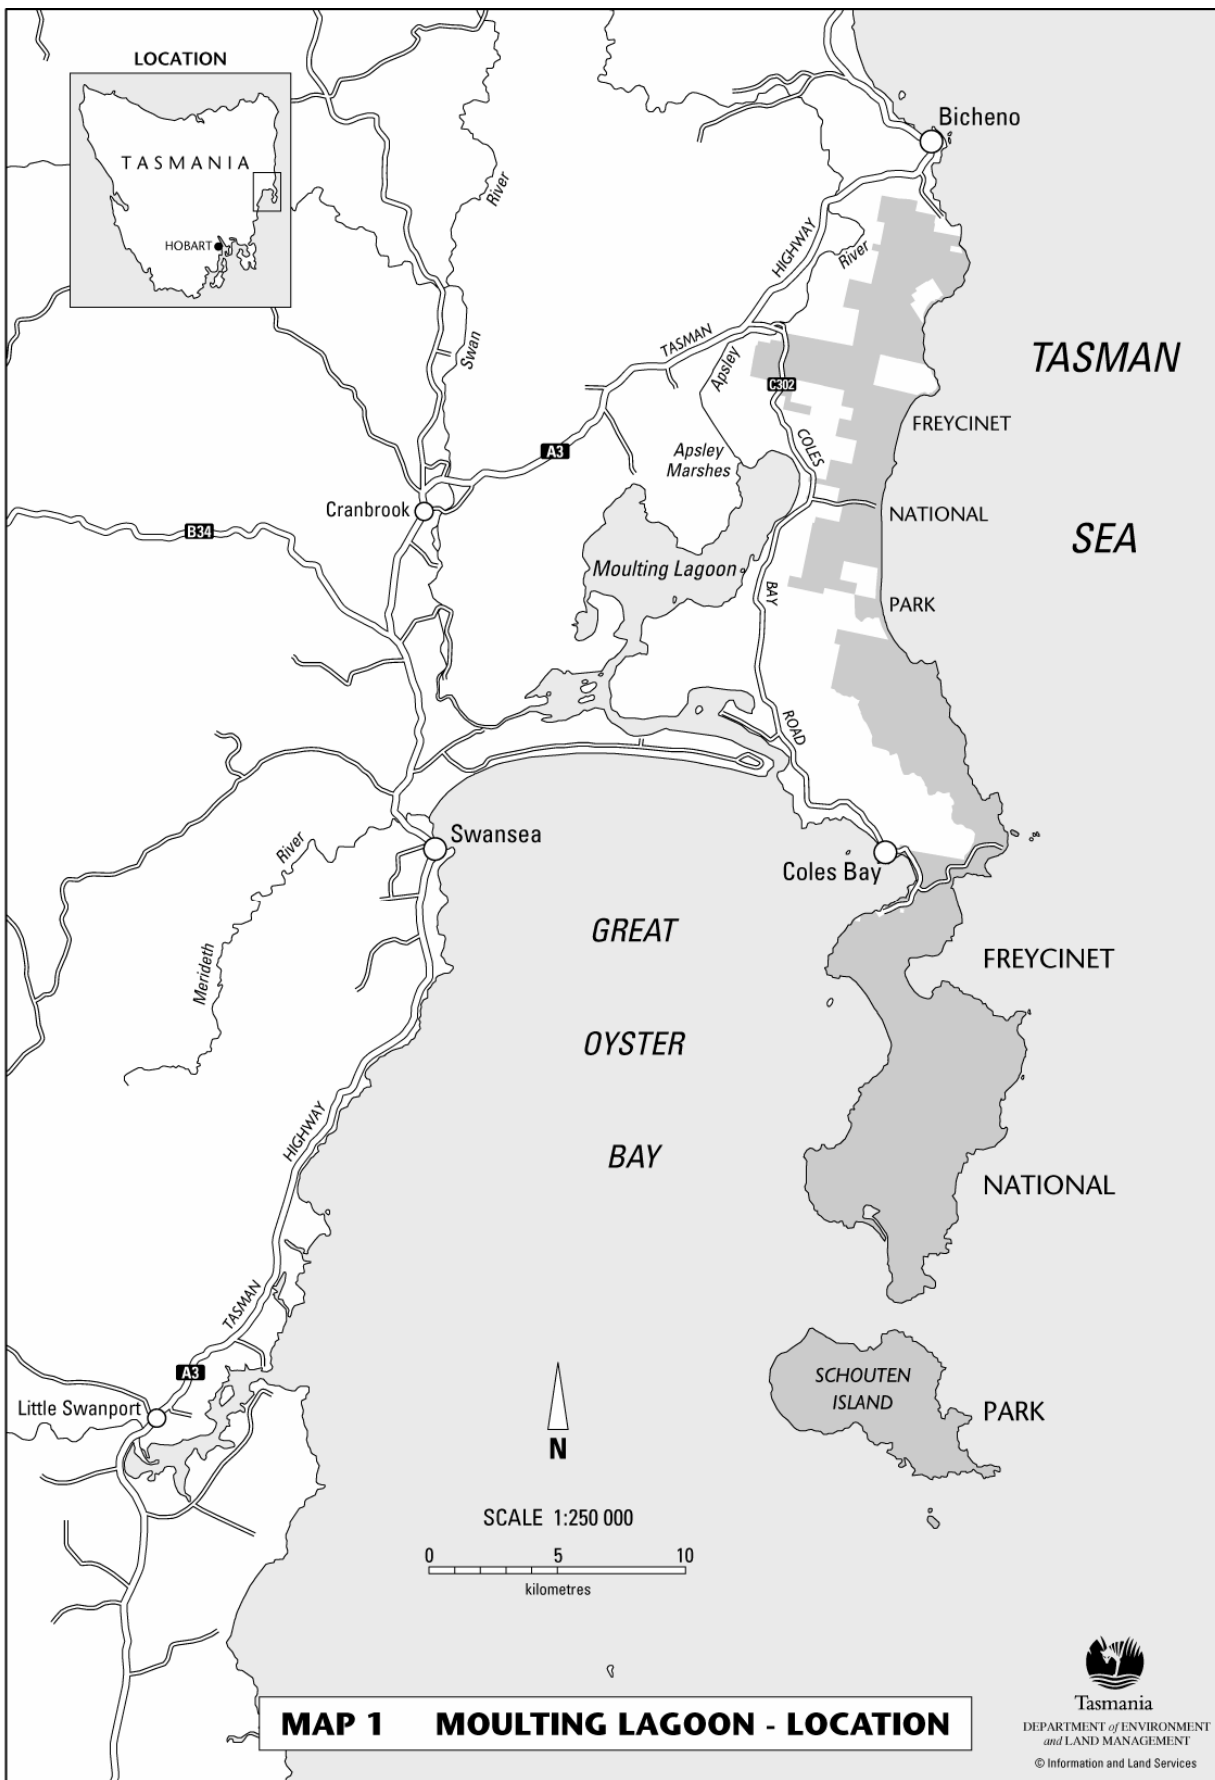 LOCATION
TASMANIA
HOBART
Bicheno
River
HIGHWAY
River
TASMAN
Swan
Apsley
TASMAN
C302
FREYCINET
COLES
A3
Apsley
Marshes
Cranbrook
NATIONAL
B34
SEA
Moulting Lagoon
BAY
PARK
ROAD
Swansea
River
Coles Bay
GREAT
Merideth
FREYCINET
OYSTER
HIGHWAY
BAY
NATIONAL
TASMAN
A3
SCHOUTEN
ISLAND
Little Swanport
PARK
N
SCALE 1:250 000
0 5 10
kilometres
Tasmania
DEPARTMENT of ENVIRONMENT
and LAND MANAGEMENT
© Information and Land Services
MAP 1 MOULTING LAGOON - LOCATION